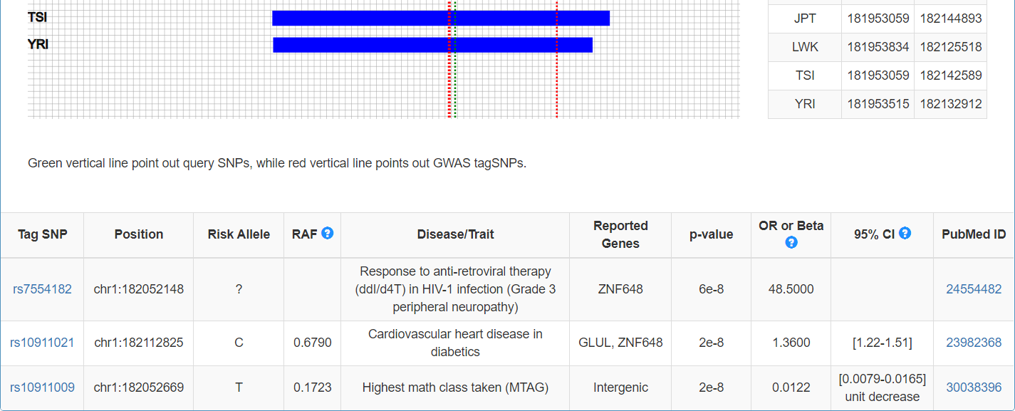 TSI
YRI
JPT 181953059 182144893
LWK 181953834 182125518
TSI 181953059 182142589
YRI 181953515 182132912
Green vertical line point out query SNPs, while red vertical line points out GWAS tagSNPs.
Tag SNP Position Risk Allele RAF ? Disease/Trait Reported Genes p-value OR or Beta ? 95% CI ? PubMed ID
rs7554182 chr1:182052148 ? Response to anti-retroviral therapy (ddI/d4T) in HIV-1 infection (Grade 3 peripheral neuropathy) ZNF648 6e-8 48.5000 24554482
rs10911021 chr1:182112825 C 0.6790 Cardiovascular heart disease in diabetics GLUL, ZNF648 2e-8 1.3600 [1.22-1.51] 23982368
rs10911009 chr1:182052669 T 0.1723 Highest math class taken (MTAG) Intergenic 2e-8 0.0122 [0.0079-0.0165] unit decrease 30038396